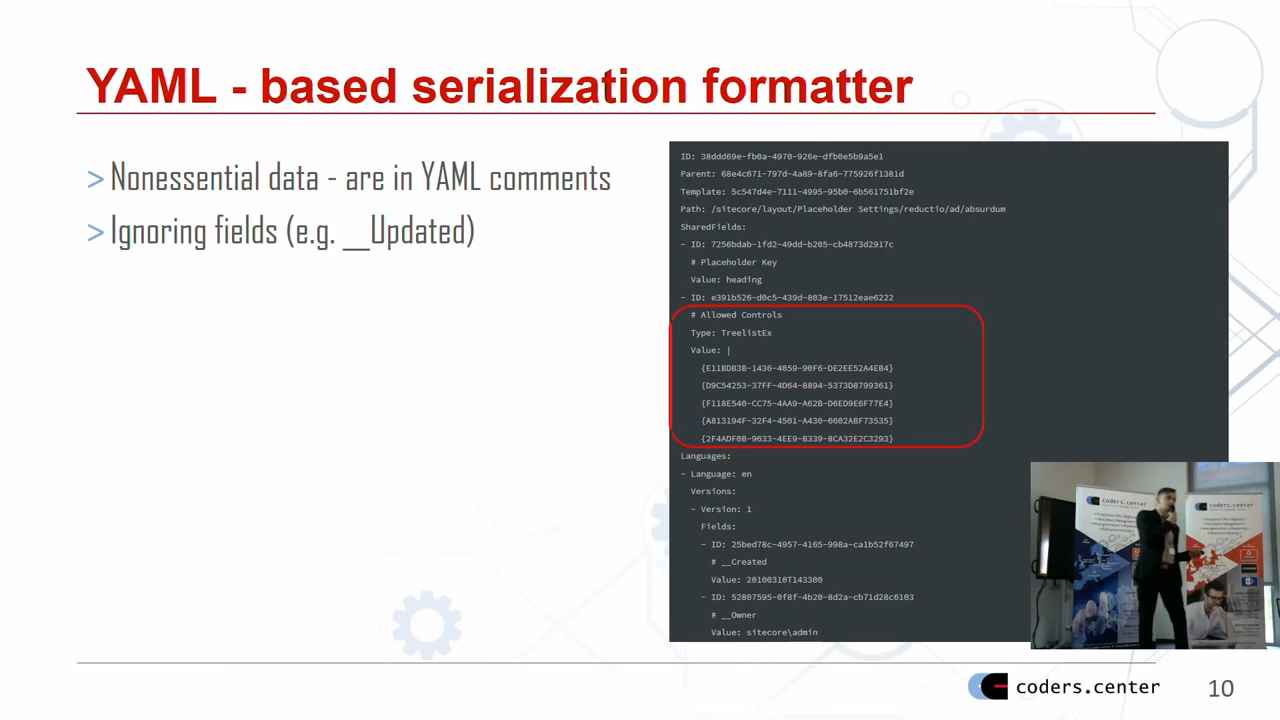 YAML - based serialization formatter
> Nonessential data - are in YAML comments
> Ignoring fields (e.g. __Updated)
ID: 38ddd69e-fb0a-4970-926e-dfb0e5b9a5e1
Parent: 68e4c671-797d-4a89-8fa6-775926f1381d
Template: 5c547d4e-7111-4995-95b0-6b561751bf2e
Path: /sitecore/layout/Placeholder Settings/reductio/ad/absurdum
SharedFields:
- ID: 7256bdab-1fd2-49dd-b205-cb4873d2917c
# Placeholder Key
Value: heading
- ID: e391b526-d0c5-439d-803e-17512eae6222
# Allowed Controls
Type: TreelistEx
Value: |
{E11BD83B-1436-4059-90F6-DE2EE52A4EB4}
{D9C54253-37FF-4D64-8894-5373D8799361}
{F118E540-CC75-4AA9-A62B-D6ED9E6F77E4}
{A813194F-32F4-4501-A430-6602ABF73535}
{2F4ADF0B-9633-4EE9-B339-8CA32E2C3293}
Languages:
- Language: en
Versions:
- Version: 1
Fields:
- ID: 25bed78c-4957-4165-998a-ca1b52f67497
# __Created
Value: 20100310T143300
- ID: 52807595-0f8f-4b20-8d2a-cb71d28c6103
# __Owner
Value: sitecore\admin
coders.center
coders.center
coders.center
10